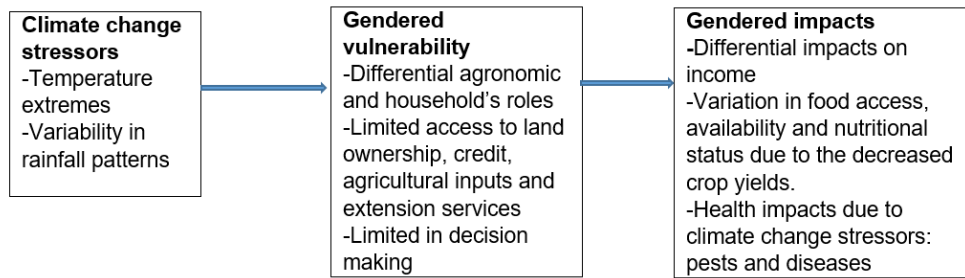 Climate change
stressors
-Temperature
extremes
-Variability in
rainfall patterns
Gendered
vulnerability
-Differential agronomic
and household's roles
-Limited access to land
ownership, credit,
agricultural inputs and
extension services
-Limited in decision
making
Gendered impacts
-Differential impacts on
income
-Variation in food access,
availability and nutritional
status due to the decreased
crop yields.
-Health impacts due to
climate change stressors:
pests and diseases